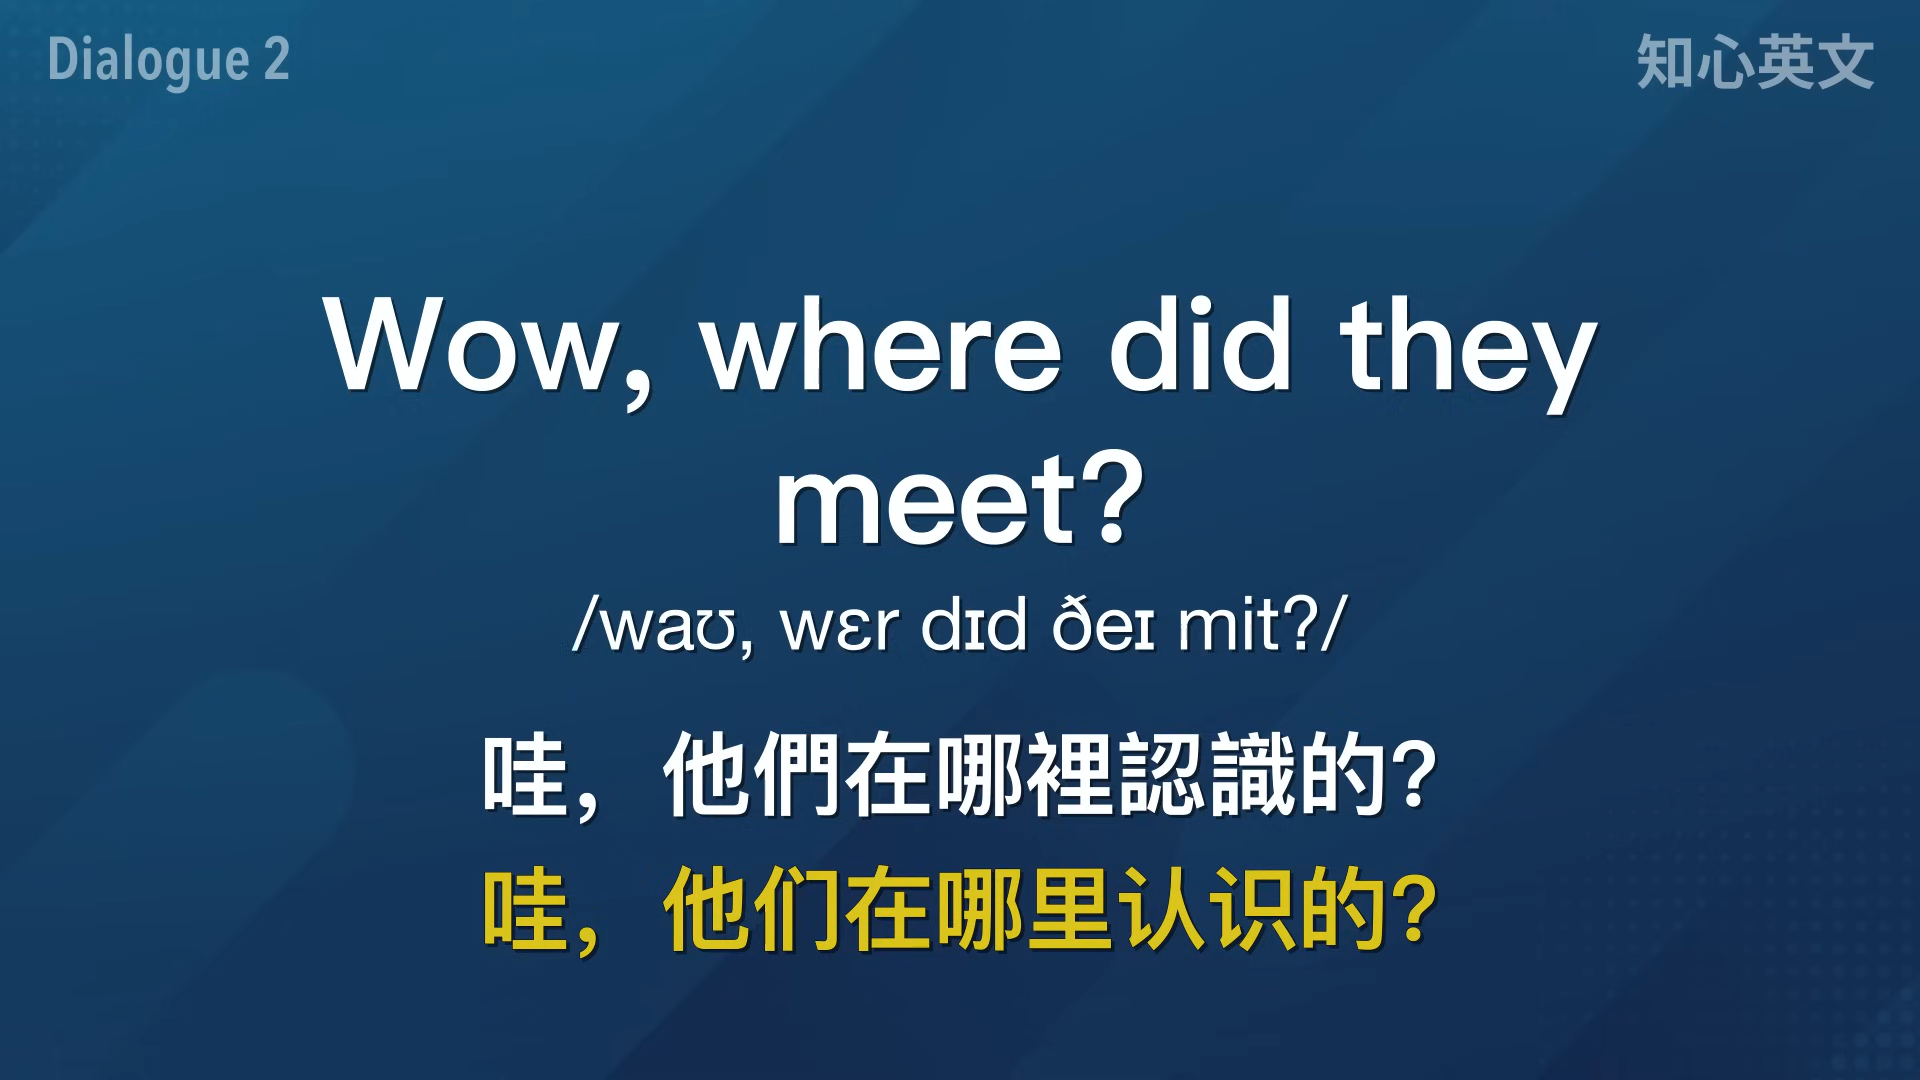 Dialogue 2
知心英文
Wow, where did they
meet?
/waʊ, wɛr dɪd ðeɪ mit?/
哇，他們在哪裡認識的？
哇，他们在哪里认识的？